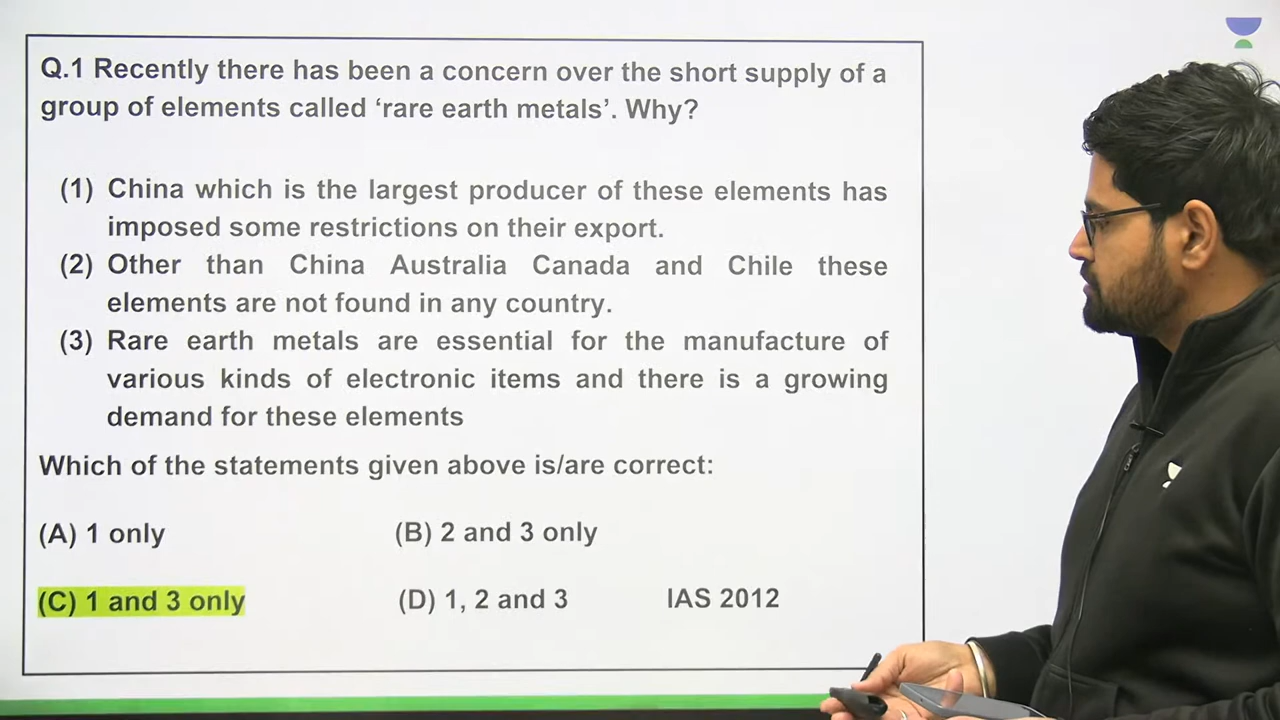 Q.1 Recently there has been a concern over the short supply of a
group of elements called ‘rare earth metals’. Why?
(1) China which is the largest producer of these elements has
imposed some restrictions on their export.
(2) Other than China Australia Canada and Chile these
elements are not found in any country.
(3) Rare earth metals are essential for the manufacture of
various kinds of electronic items and there is a growing
demand for these elements
Which of the statements given above is/are correct:
(A) 1 only (B) 2 and 3 only
(C) 1 and 3 only (D) 1, 2 and 3 IAS 2012